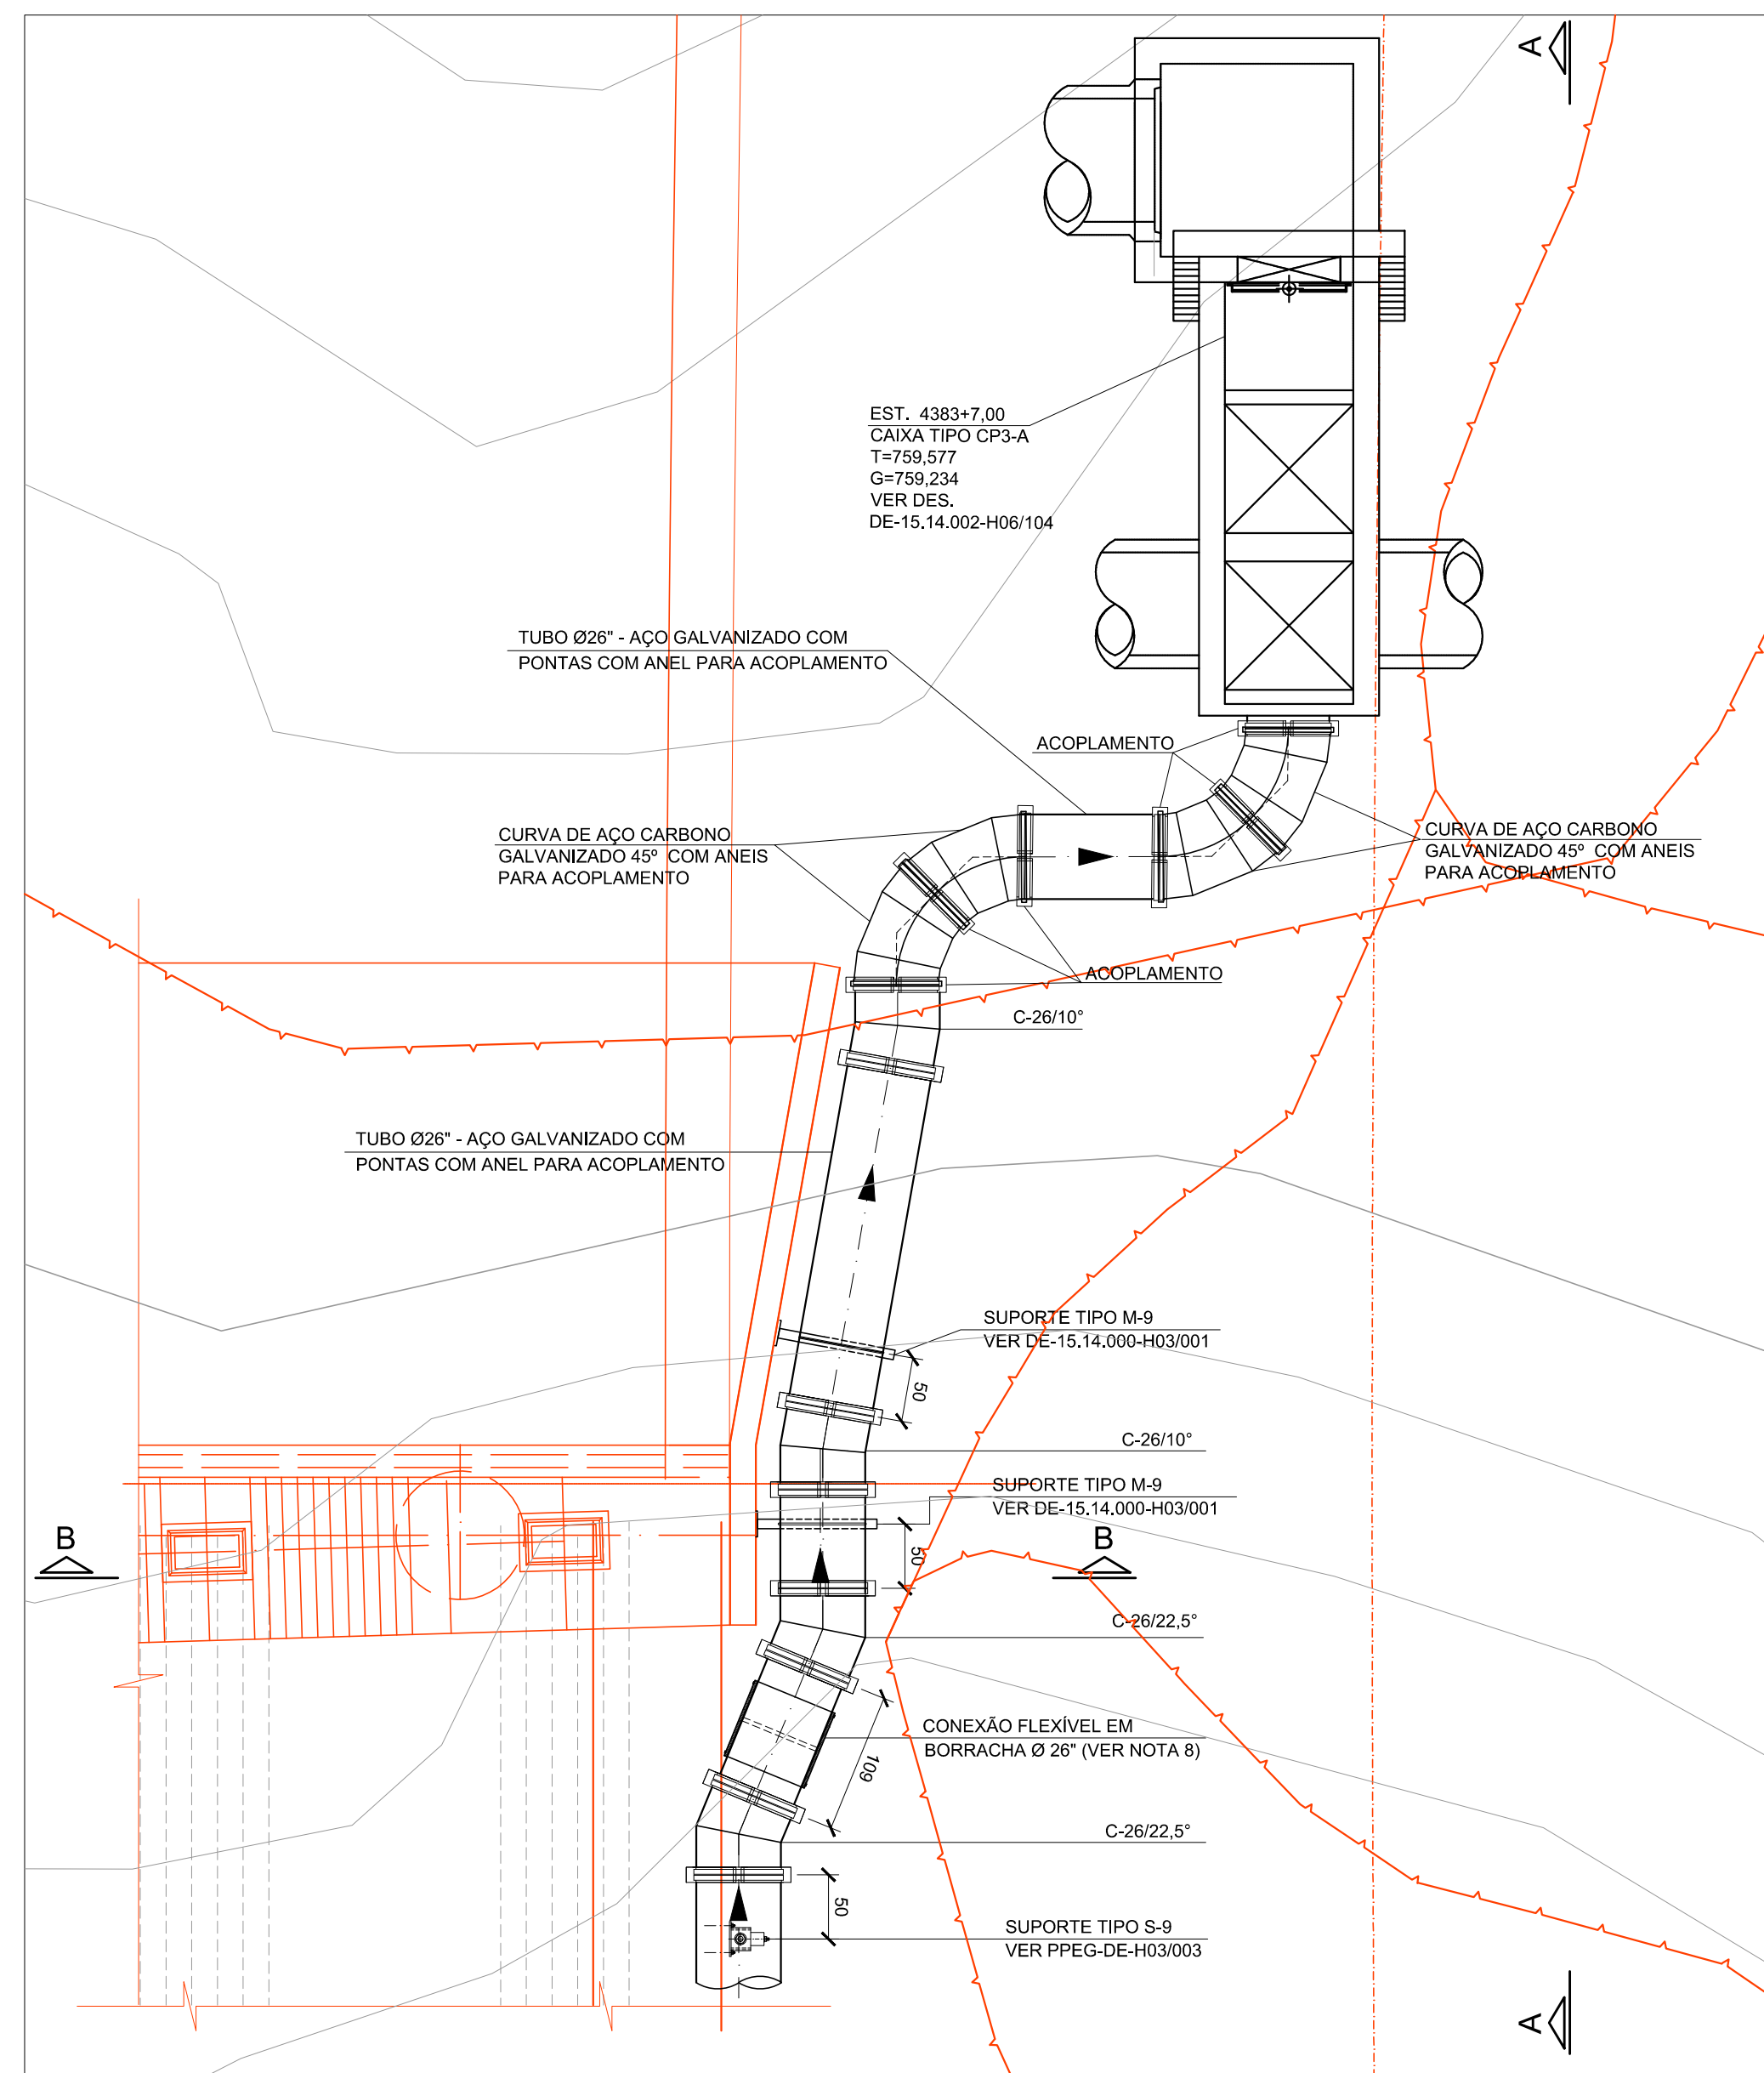 A
EST. 4383+7,00
CAIXA TIPO CP3-A
T=759,577
G=759,234
VER DES.
DE-15.14.002-H06/104
TUBO Ø26" - AÇO GALVANIZADO COM
PONTAS COM ANEL PARA ACOPLAMENTO
ACOPLAMENTO
CURVA DE AÇO CARBONO
GALVANIZADO 45º COM ANEIS
PARA ACOPLAMENTO
CURVA DE AÇO CARBONO
GALVANIZADO 45º COM ANEIS
PARA ACOPLAMENTO
ACOPLAMENTO
C-26/10°
TUBO Ø26" - AÇO GALVANIZADO COM
PONTAS COM ANEL PARA ACOPLAMENTO
SUPORTE TIPO M-9
VER DE-15.14.000-H03/001
50
C-26/10°
SUPORTE TIPO M-9
VER DE-15.14.000-H03/001
B
B
50
C-26/22,5°
CONEXÃO FLEXÍVEL EM
BORRACHA Ø 26" (VER NOTA 8)
109
C-26/22,5°
50
SUPORTE TIPO S-9
VER PPEG-DE-H03/003
A